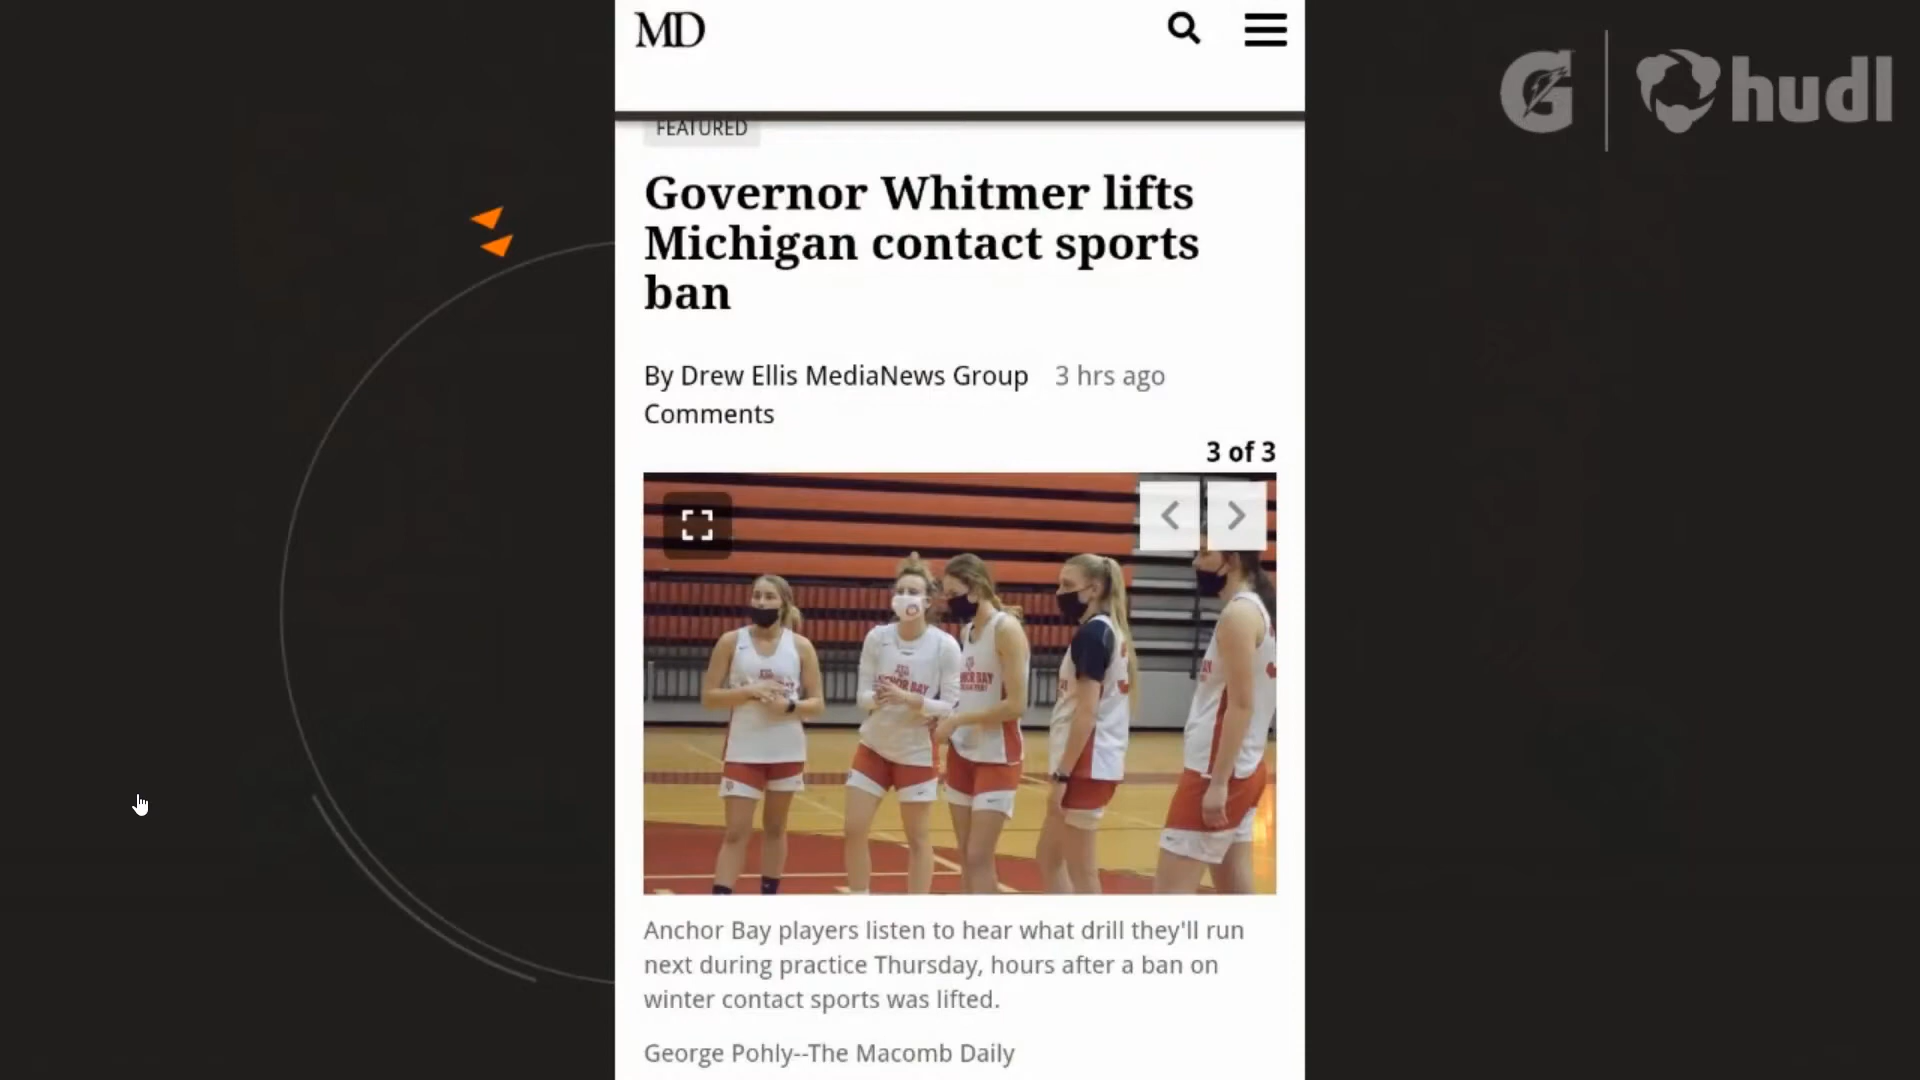 MD
G hudl
FEATURED
Governor Whitmer lifts
Michigan contact sports
ban
By Drew Ellis MediaNews Group 3 hrs ago
Comments
3 of 3
Anchor Bay players listen to hear what drill they'll run
next during practice Thursday, hours after a ban on
winter contact sports was lifted.
George Pohly--The Macomb Daily